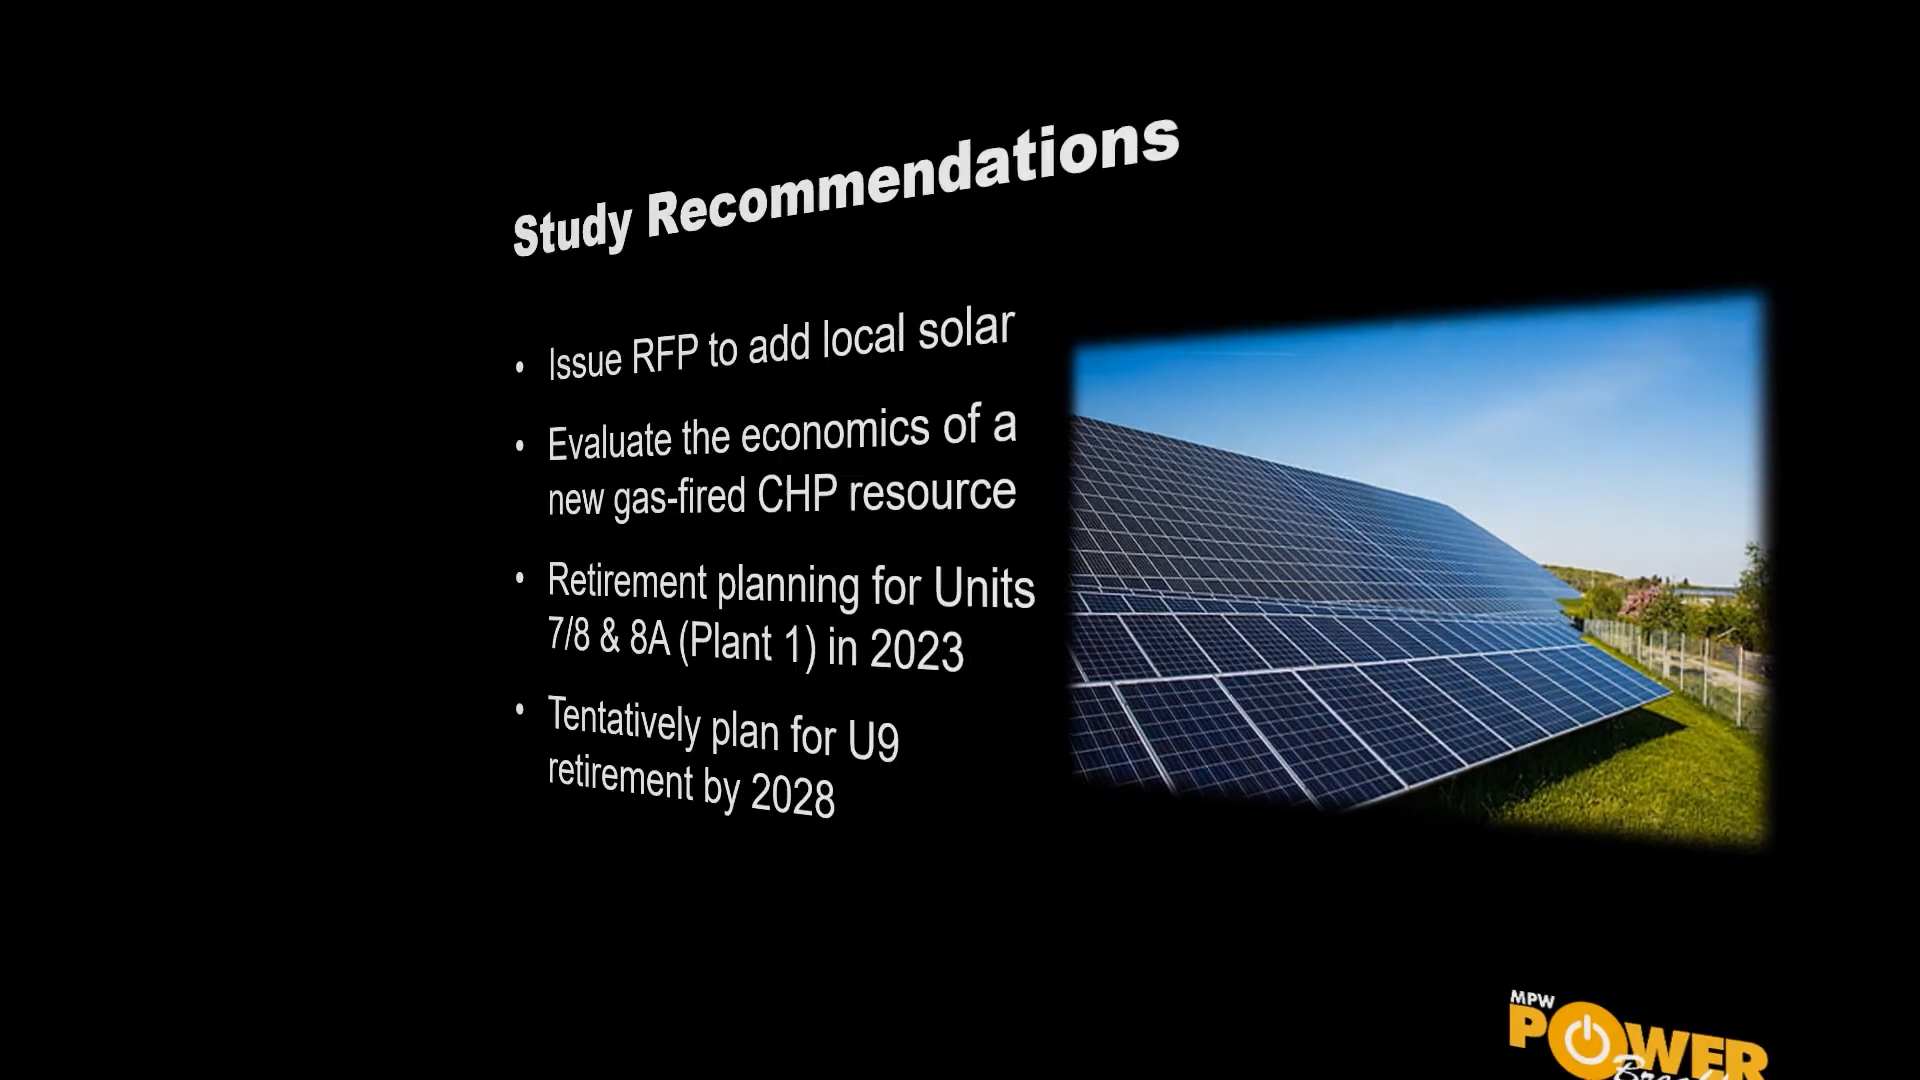 Study Recommendations
• Issue RFP to add local solar
• Evaluate the economics of a
new gas-fired CHP resource
• Retirement planning for Units
7/8 & 8A (Plant 1) in 2023
• Tentatively plan for U9
retirement by 2028
MPW
POWER